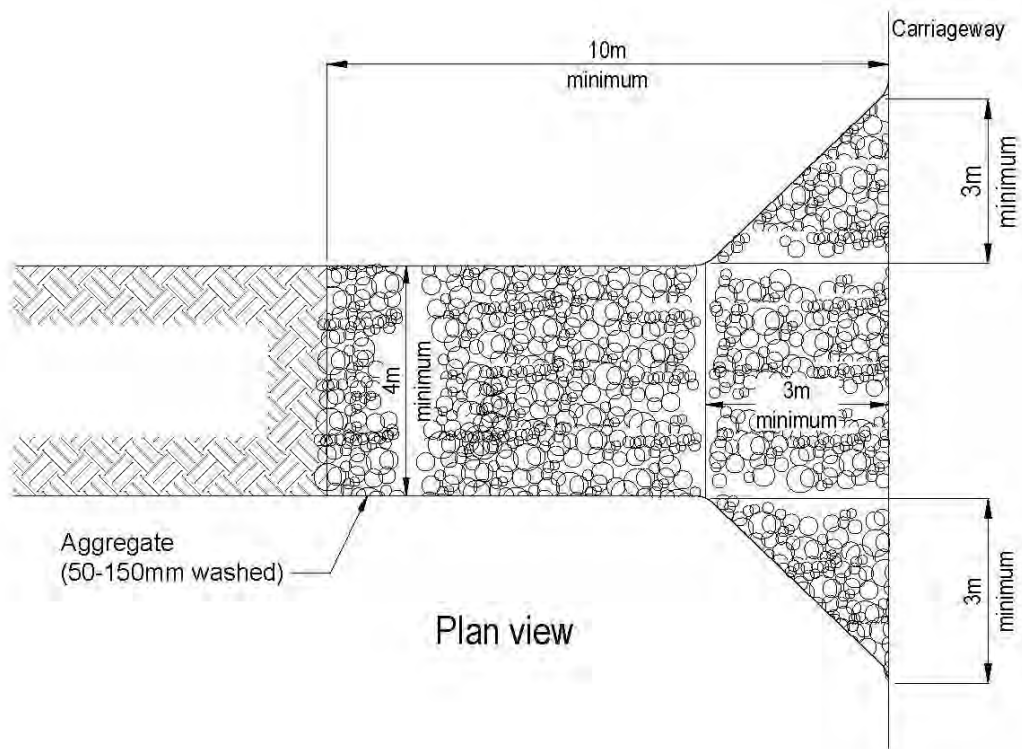 Carriageway
10m
minimum
3m
minimum
4m
minimum
3m
minimum
Aggregate
(50-150mm washed)
3m
minimum
Plan view